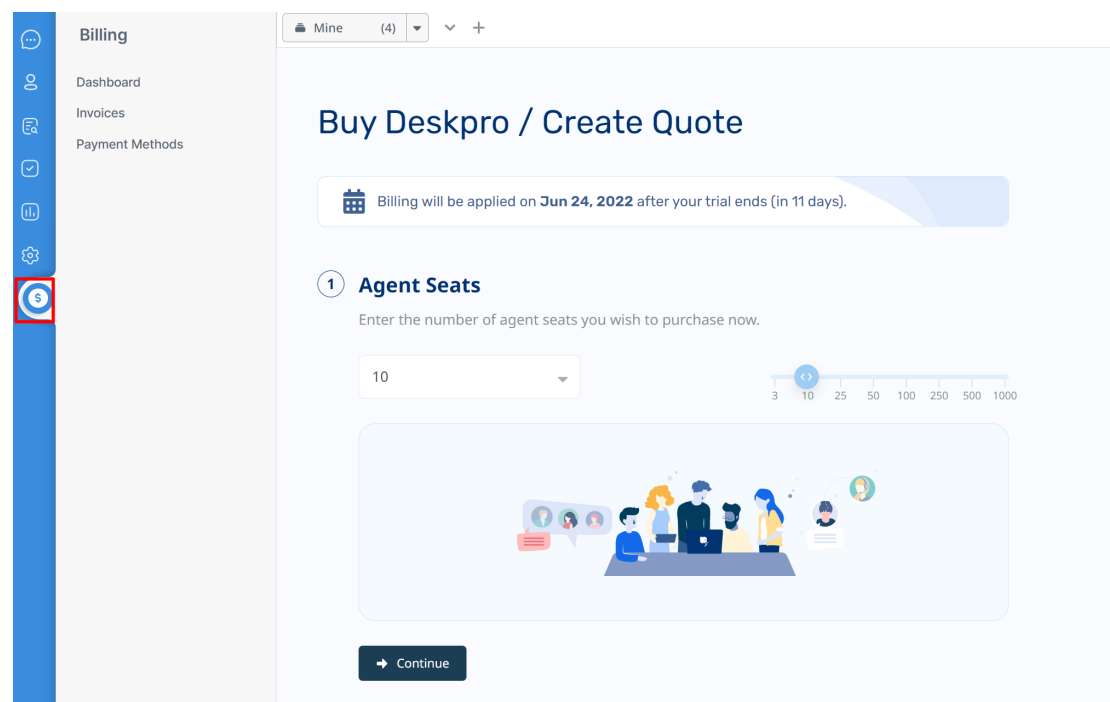 Billing
Dashboard
Invoices
Payment Methods
Mine (4)
Buy Deskpro / Create Quote
Billing will be applied on Jun 24, 2022 after your trial ends (in 11 days).
1 Agent Seats
Enter the number of agent seats you wish to purchase now.
10
3 10 25 50 100 250 500 1000
Continue